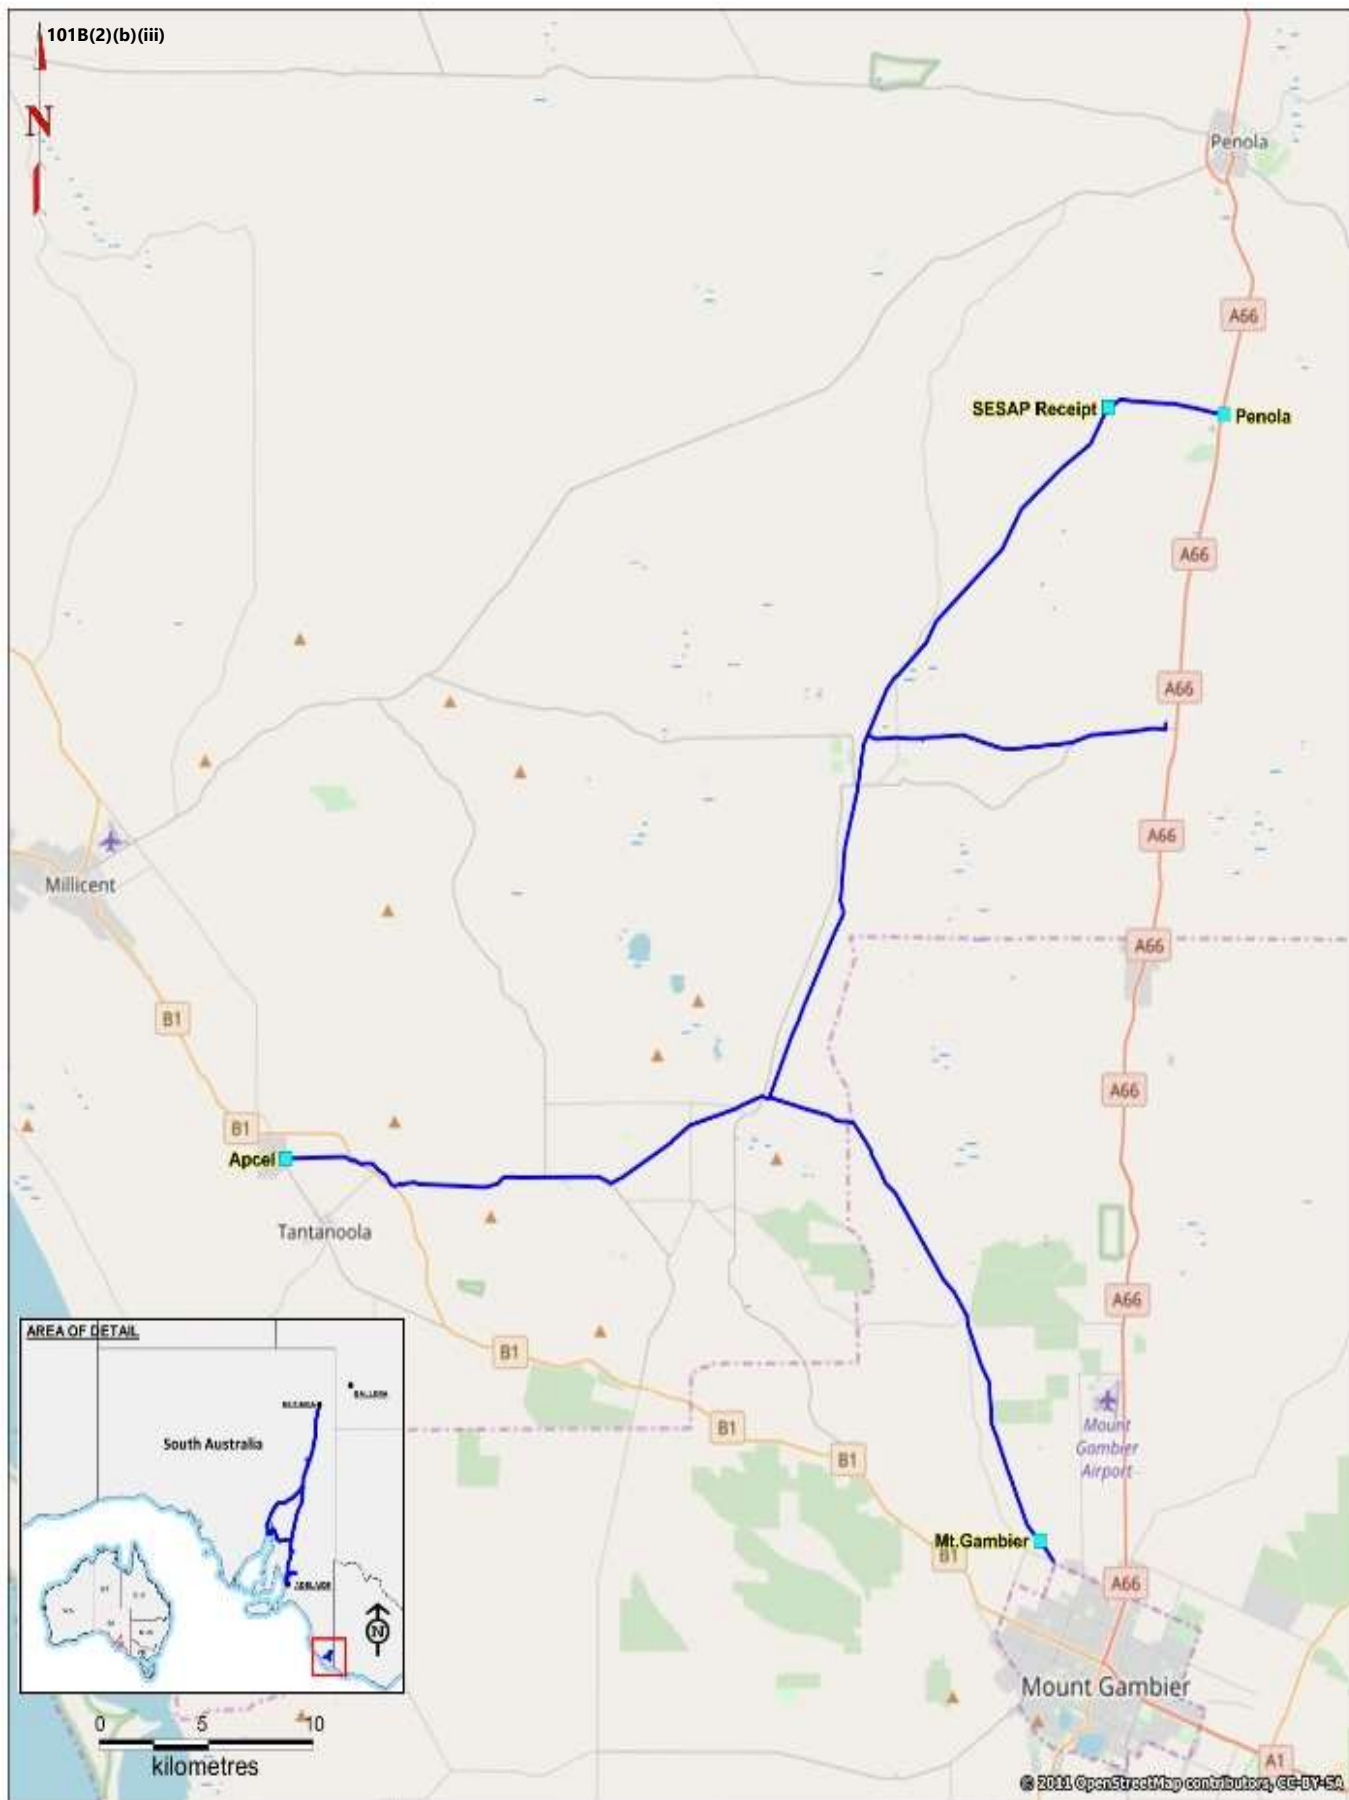 101B(2)(b)(iii)
N
Penola
A66
SESAP Receipt
Penola
A66
A66
A66
Millicent
A66
B1
A66
B1
Apcel
Tantanoola
A66
AREA OF DETAIL
B1
South Australia
B1
Mount
Gambier
Airport
B1
Mt.Gambier
B1
A66
ADELAIDE
N
Mount Gambier
0 5 10
kilometres
A1
© 2011 OpenStreetMap contributors, CC-BY-SA